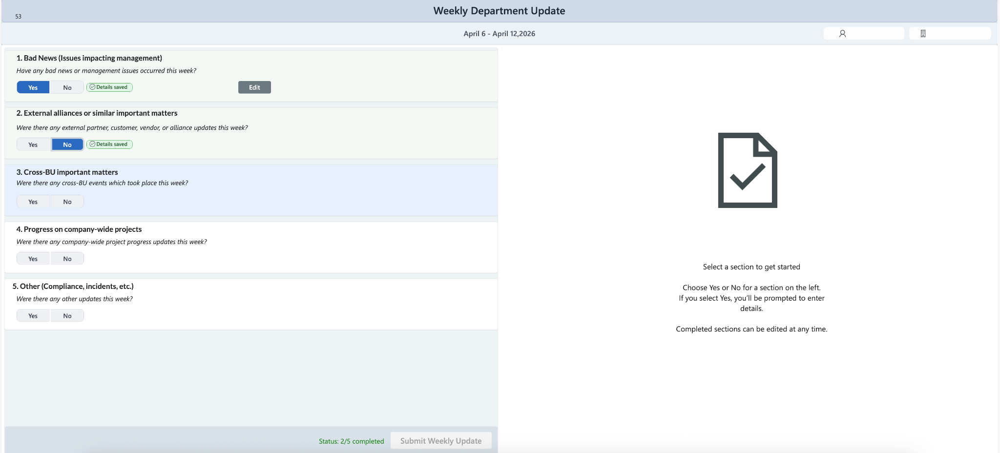 Weekly Department Update
53
April 6 - April 12,2026
1. Bad News (Issues impacting management)
Have any bad news or management issues occurred this week?
Yes No Details saved Edit
2. External alliances or similar important matters
Were there any external partner, customer, vendor, or alliance updates this week?
Yes No Details saved
3. Cross-BU important matters
Were there any cross-BU events which took place this week?
Yes No
4. Progress on company-wide projects
Were there any company-wide project progress updates this week?
Yes No
5. Other (Compliance, incidents, etc.)
Were there any other updates this week?
Yes No
Status: 2/5 completed Submit Weekly Update
Select a section to get started
Choose Yes or No for a section on the left.
If you select Yes, you’ll be prompted to enter
details.
Completed sections can be edited at any time.